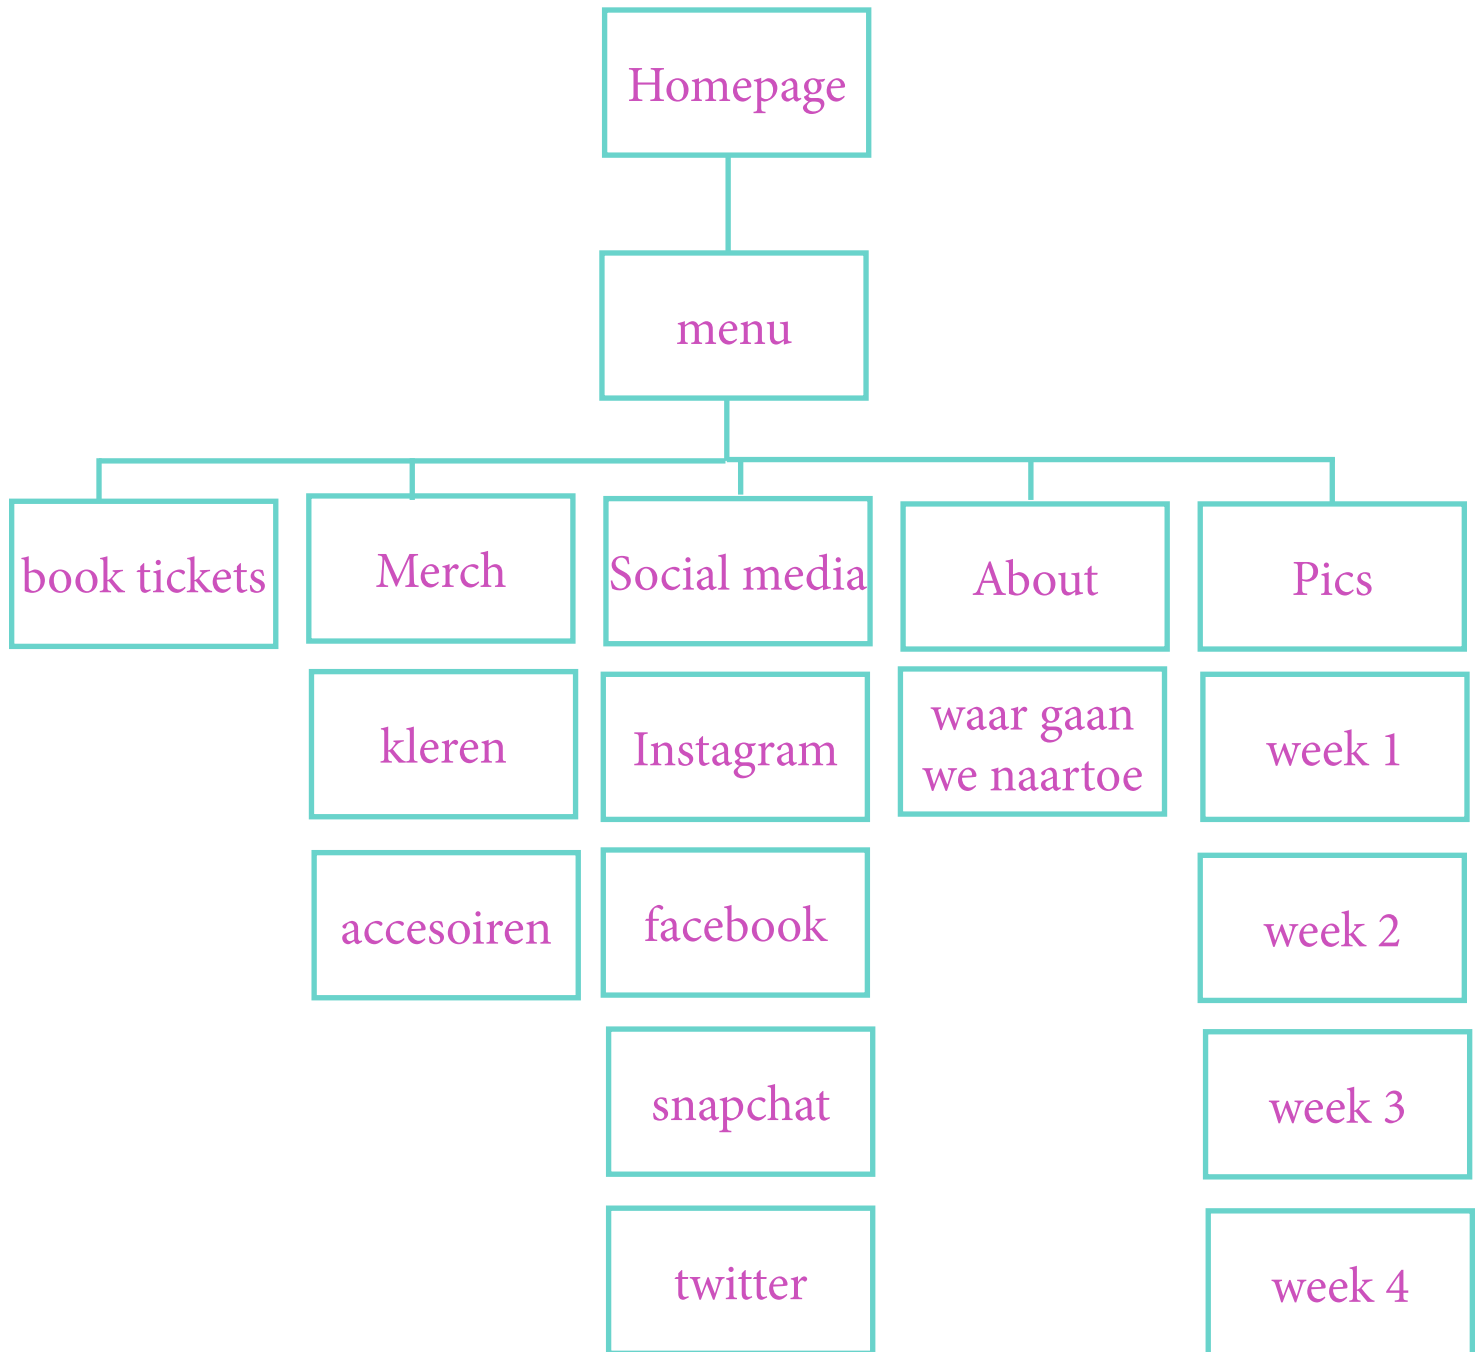 Homepage
menu
book tickets
Merch
Social media
About
Pics
kleren
Instagram
waar gaan
we naartoe
week 1
accesoiren
facebook
week 2
snapchat
week 3
twitter
week 4